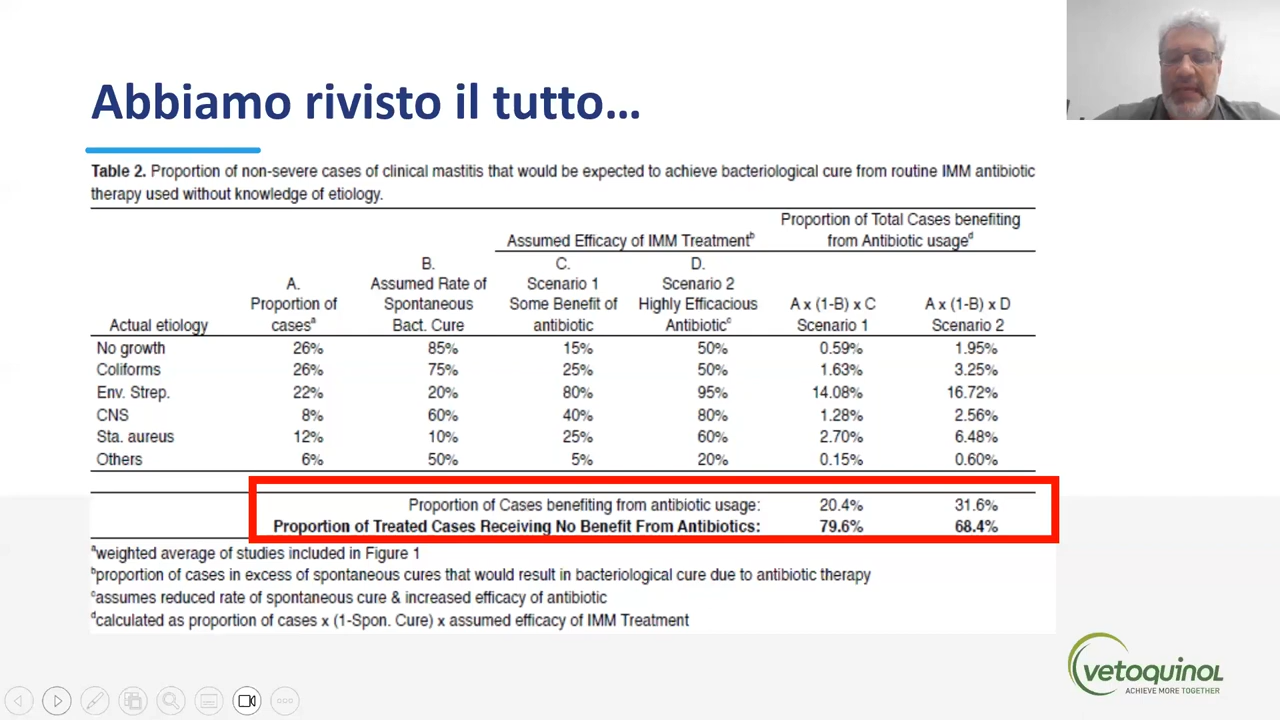 Abbiamo rivisto il tutto...
Table 2. Proportion of non-severe cases of clinical mastitis that would be expected to achieve bacteriological cure from routine IMM antibiotic
therapy used without knowledge of etiology.
Proportion of Total Cases benefiting
Assumed Efficacy of IMM Treatmentᵇ from Antibiotic usageᵈ
B. C. D.
A. Assumed Rate of Scenario 1 Scenario 2
Proportion of Spontaneous Some Benefit of Highly Efficacious A x (1-B) x C A x (1-B) x D
Actual etiology casesᵃ Bact. Cure antibiotic Antibioticᶜ Scenario 1 Scenario 2
No growth 26% 85% 15% 50% 0.59% 1.95%
Coliforms 26% 75% 25% 50% 1.63% 3.25%
Env. Strep. 22% 20% 80% 95% 14.08% 16.72%
CNS 8% 60% 40% 80% 1.28% 2.56%
Sta. aureus 12% 10% 25% 60% 2.70% 6.48%
Others 6% 50% 5% 20% 0.15% 0.60%
Proportion of Cases benefiting from antibiotic usage: 20.4% 31.6%
Proportion of Treated Cases Receiving No Benefit From Antibiotics: 79.6% 68.4%
ᵃweighted average of studies included in Figure 1
ᵇproportion of cases in excess of spontaneous cures that would result in bacteriological cure due to antibiotic therapy
ᶜassumes reduced rate of spontaneous cure & increased efficacy of antibiotic
ᵈcalculated as proportion of cases x (1-Spon. Cure) x assumed efficacy of IMM Treatment
vetoquinol
ACHIEVE MORE TOGETHER